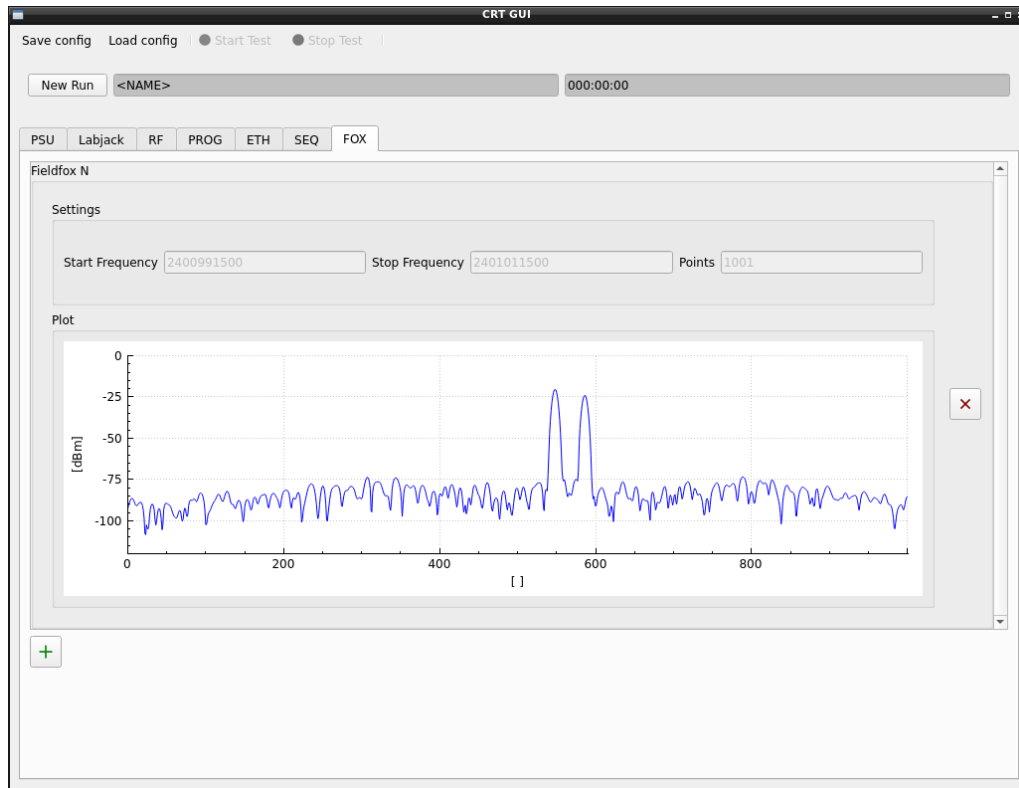 CRT GUI
Save config Load config Start Test Stop Test
New Run <NAME> 000:00:00
PSU Labjack RF PROG ETH SEQ FOX
Fieldfox N
Settings
Start Frequency 2400991500 Stop Frequency 2401011500 Points 1001
Plot
0
-25
-50
-75
-100
[dBm]
0 200 400 600 800
[ ]